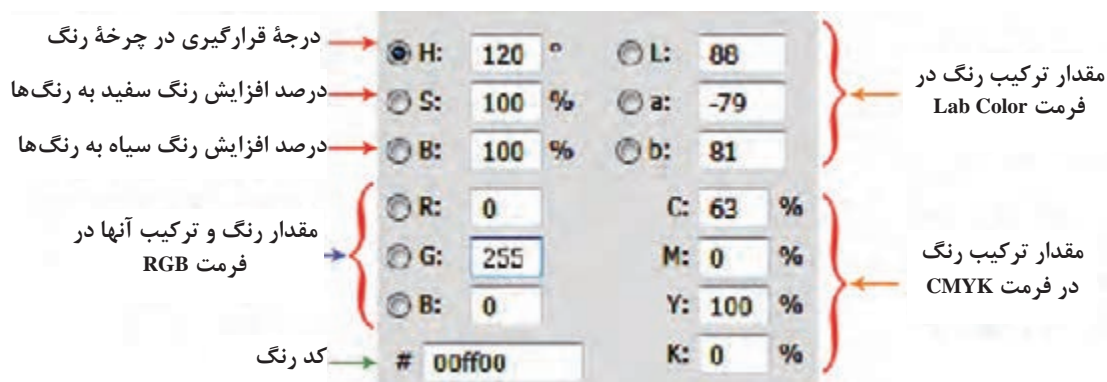 درجهٔ قرارگیری در چرخهٔ رنگ
درصد افزایش رنگ سفید به رنگ‌ها
درصد افزایش رنگ سیاه به رنگ‌ها
مقدار رنگ و ترکیب آنها در
فرمت RGB
کد رنگ
H: 120 °
S: 100 %
B: 100 %
R: 0
G: 255
B: 0
# 00ff00
L: 88
a: -79
b: 81
C: 63 %
M: 0 %
Y: 100 %
K: 0 %
مقدار ترکیب رنگ در
فرمت Lab Color
مقدار ترکیب رنگ
در فرمت CMYK